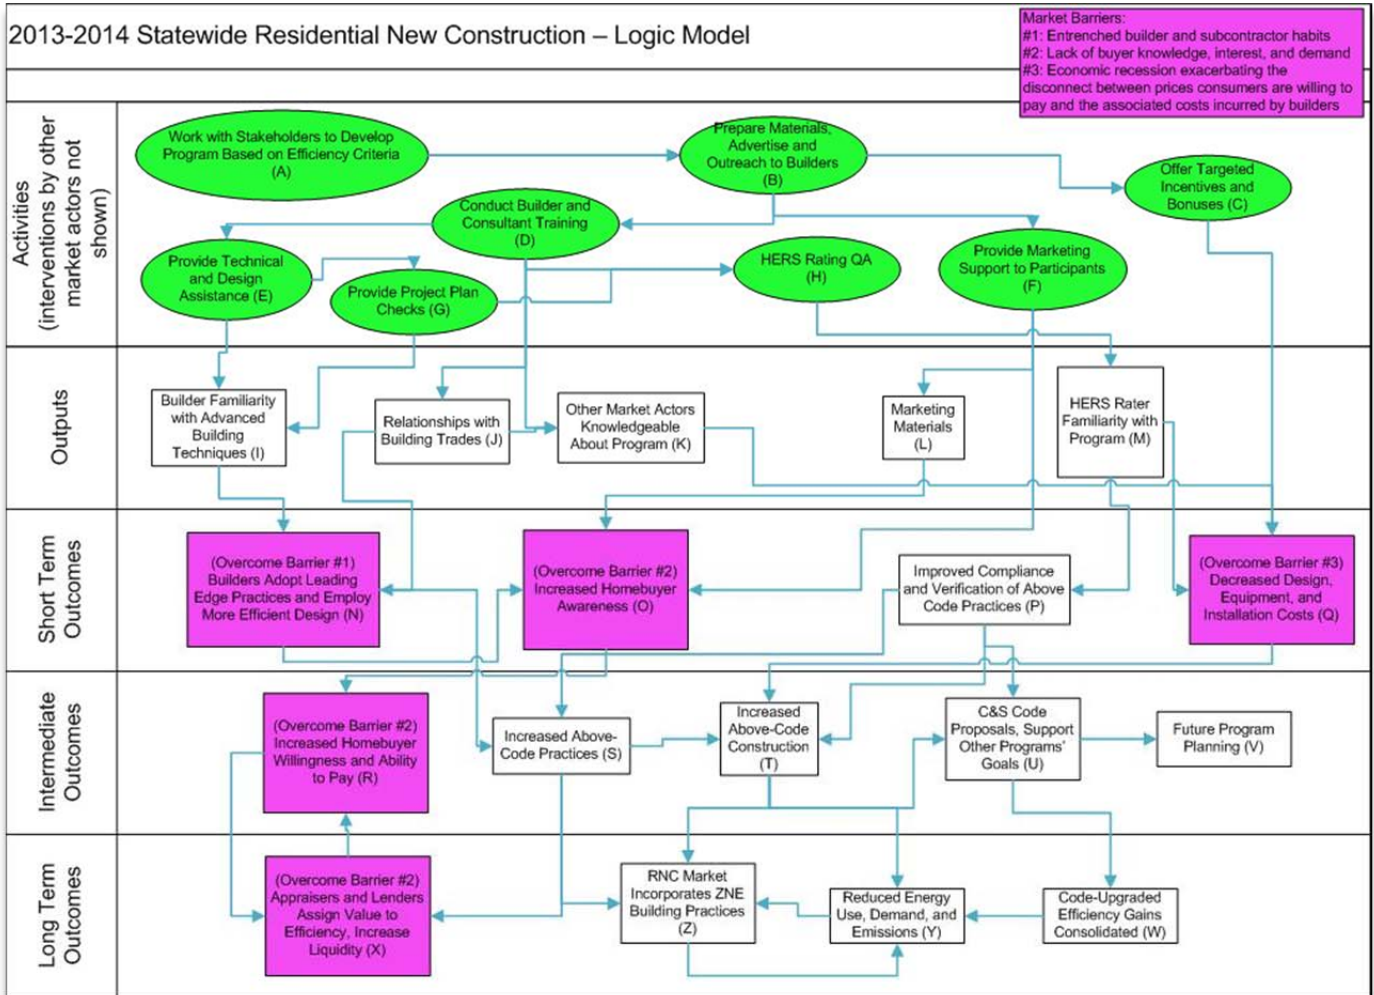 2013-2014 Statewide Residential New Construction – Logic Model
Market Barriers:
#1: Entrenched builder and subcontractor habits
#2: Lack of buyer knowledge, interest, and demand
#3: Economic recession exacerbating the
disconnect between prices consumers are willing to
pay and the associated costs incurred by builders
Activities
(interventions by other
market actors not
shown)
Work with Stakeholders to Develop
Program Based on Efficiency Criteria
(A)
Prepare Materials,
Advertise and
Outreach to Builders
(B)
Offer Targeted
Incentives and
Bonuses (C)
Conduct Builder and
Consultant Training
(D)
Provide Technical
and Design
Assistance (E)
Provide Project Plan
Checks (G)
HERS Rating QA
(H)
Provide Marketing
Support to Participants
(F)
Outputs
Builder Familiarity
with Advanced
Building
Techniques (I)
Relationships with
Building Trades (J)
Other Market Actors
Knowledgeable
About Program (K)
Marketing
Materials
(L)
HERS Rater
Familiarity with
Program (M)
Short Term
Outcomes
(Overcome Barrier #1)
Builders Adopt Leading
Edge Practices and Employ
More Efficient Design (N)
(Overcome Barrier #2)
Increased Homebuyer
Awareness (O)
Improved Compliance
and Verification of Above
Code Practices (P)
(Overcome Barrier #3)
Decreased Design,
Equipment, and
Installation Costs (Q)
Intermediate
Outcomes
(Overcome Barrier #2)
Increased Homebuyer
Willingness and Ability
to Pay (R)
Increased Above-
Code Practices (S)
Increased
Above-Code
Construction
(T)
C&S Code
Proposals, Support
Other Programs'
Goals (U)
Future Program
Planning (V)
Long Term
Outcomes
(Overcome Barrier #2)
Appraisers and Lenders
Assign Value to
Efficiency, Increase
Liquidity (X)
RNC Market
Incorporates ZNE
Building Practices
(Z)
Reduced Energy
Use, Demand, and
Emissions (Y)
Code-Upgraded
Efficiency Gains
Consolidated (W)